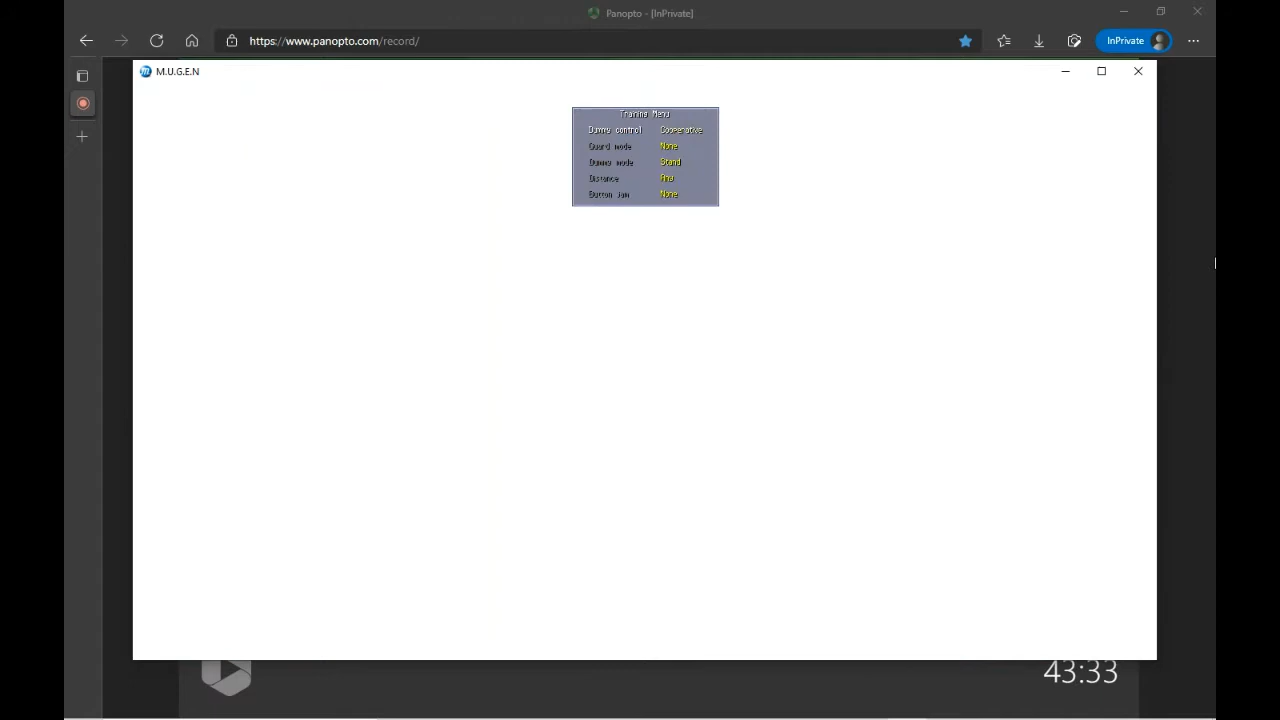 Panopto - [InPrivate]
https://www.panopto.com/record/
InPrivate
M.U.G.E.N
Training Menu
Dummy control Cooperative
Guard mode None
Dummy mode Stand
Distance Any
Button jam None
43:33